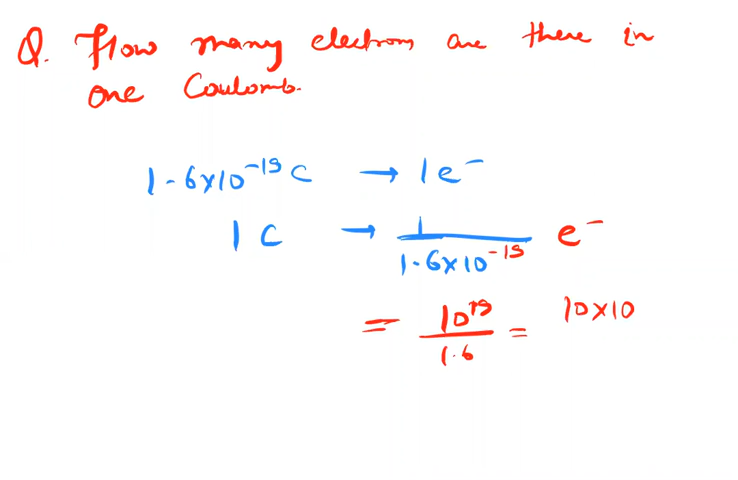 Q. How many electrons are there in
one Coulomb.
1.6×10⁻¹⁹ C → 1 e⁻
1 C → 1/1.6×10⁻¹⁹ e⁻
= 10¹⁹/1.6 = 10×10